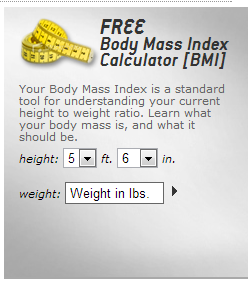 FREE
Body Mass Index
Calculator [BMI]
Your Body Mass Index is a standard
tool for understanding your current
height to weight ratio. Learn what
your body mass is, and what it
should be.
height: 5 ft. 6 in.
weight: Weight in lbs.